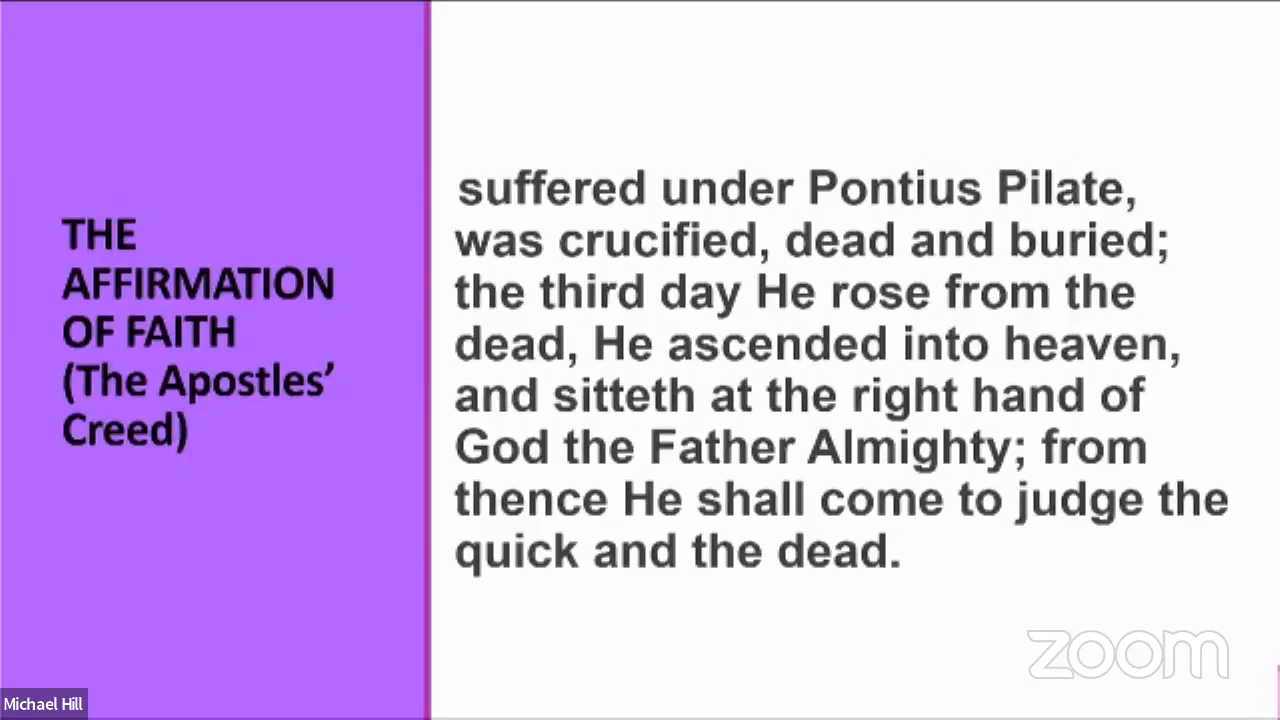 THE
AFFIRMATION
OF FAITH
(The Apostles’
Creed)
suffered under Pontius Pilate,
was crucified, dead and buried;
the third day He rose from the
dead, He ascended into heaven,
and sitteth at the right hand of
God the Father Almighty; from
thence He shall come to judge the
quick and the dead.
zoom
Michael Hill